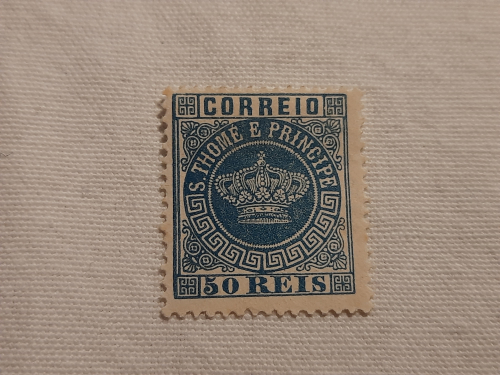 CORREIO
S. THOMÉ E PRINCIPE
50 REIS